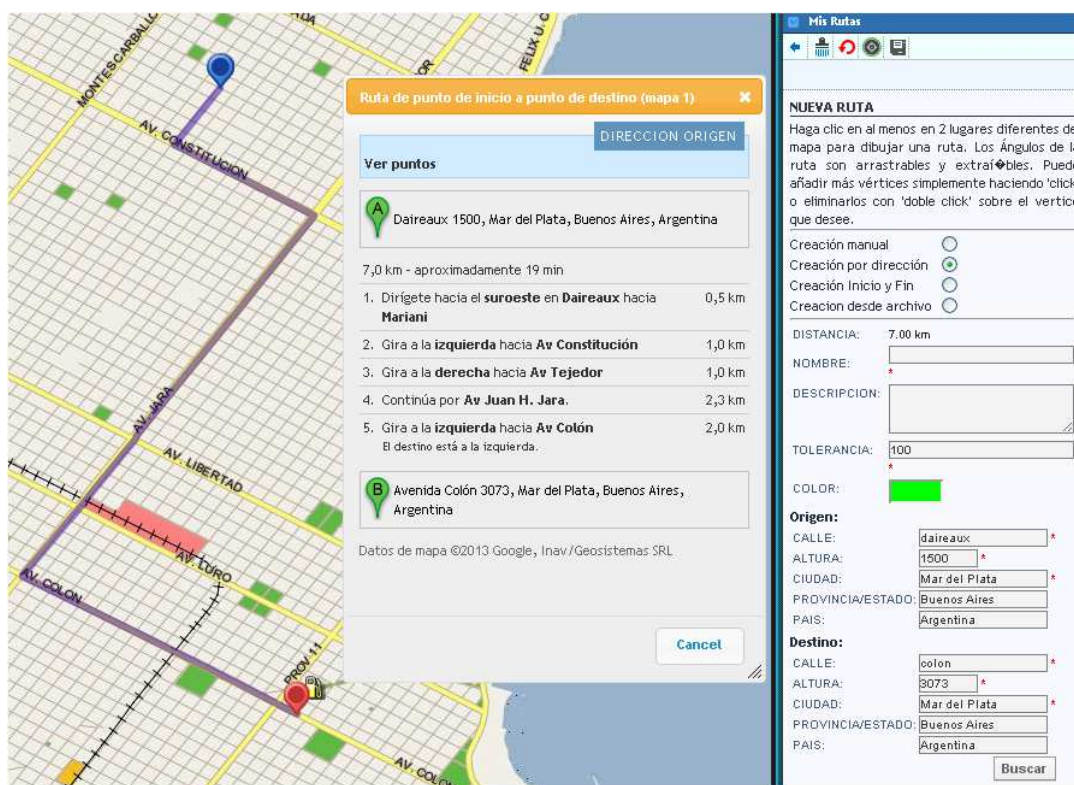 MONTESCARBALLO
FELIX U. C
OR
ADA
AV. CONSTITUCION
AV. JARA
AV. LIBERTAD
AV. LURO
AV. COLON
PROV 11
AV. COLO
Ruta de punto de inicio a punto de destino (mapa 1)
DIRECCION ORIGEN
Ver puntos
A
Daireaux 1500, Mar del Plata, Buenos Aires, Argentina
7,0 km - aproximadamente 19 min
1. Dirígete hacia el suroeste en Daireaux hacia 0,5 km
Mariani
2. Gira a la izquierda hacia Av Constitución 1,0 km
3. Gira a la derecha hacia Av Tejedor 1,0 km
4. Continúa por Av Juan H. Jara. 2,3 km
5. Gira a la izquierda hacia Av Colón 2,0 km
El destino está a la izquierda.
B
Avenida Colón 3073, Mar del Plata, Buenos Aires,
Argentina
Datos de mapa ©2013 Google, Inav/Geosistemas SRL
Cancel
Mis Rutas
NUEVA RUTA
Haga clic en al menos en 2 lugares diferentes de
mapa para dibujar una ruta. Los Ángulos de l
ruta son arrastrables y extraí�bles. Puede
añadir más vértices simplemente haciendo 'click
o eliminarlos con 'doble click' sobre el vertice
que desee.
Creación manual
Creación por dirección
Creación Inicio y Fin
Creacion desde archivo
DISTANCIA: 7.00 km
NOMBRE:
*
DESCRIPCION:
TOLERANCIA: 100
*
COLOR:
Origen:
CALLE: daireaux *
ALTURA: 1500 *
CIUDAD: Mar del Plata *
PROVINCIA/ESTADO: Buenos Aires
PAIS: Argentina
Destino:
CALLE: colon *
ALTURA: 3073 *
CIUDAD: Mar del Plata *
PROVINCIA/ESTADO: Buenos Aires
PAIS: Argentina
Buscar